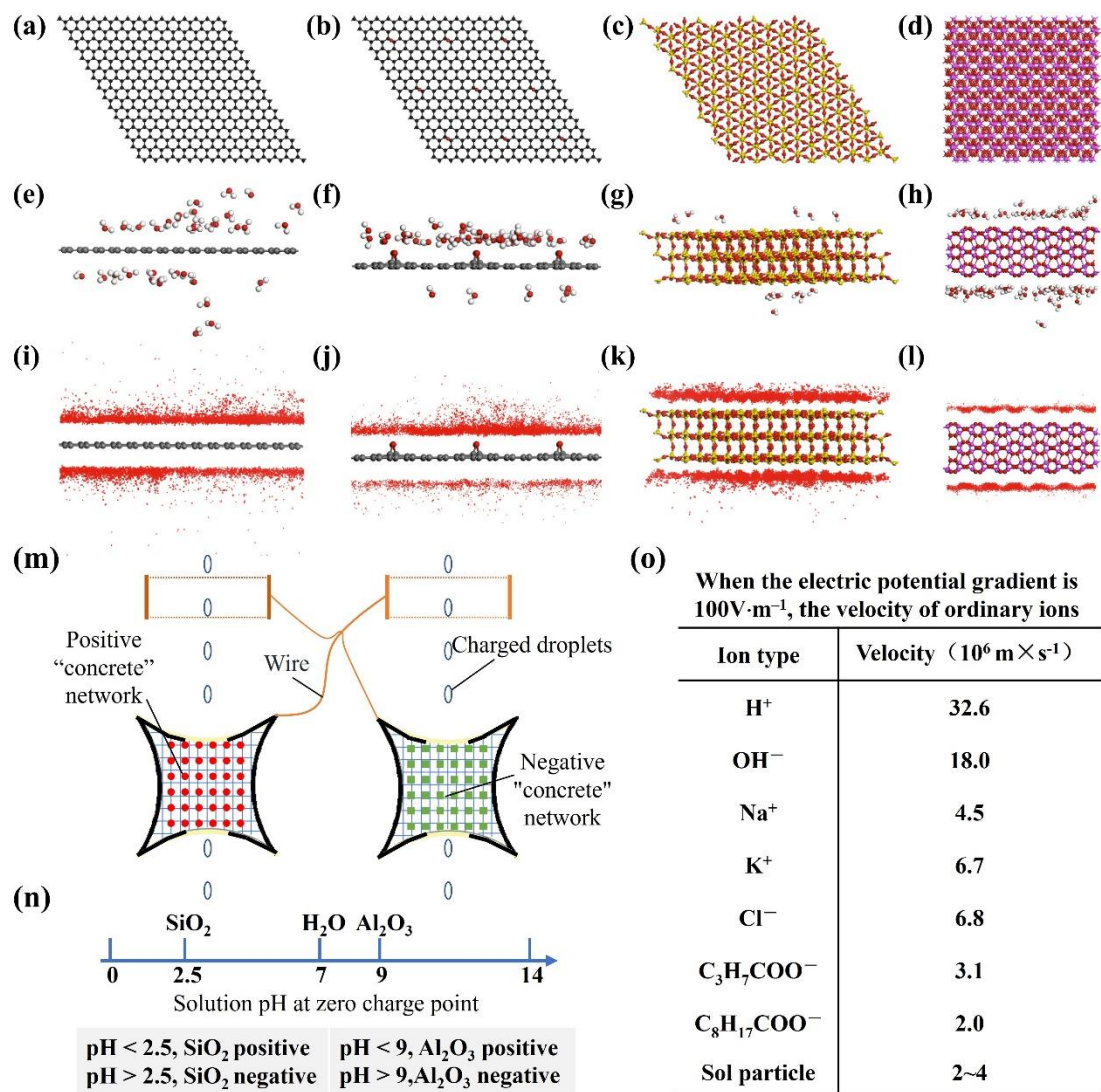 (a)
(b)
(c)
(d)
(e)
(f)
(g)
(h)
(i)
(j)
(k)
(l)
(m)
Positive
“concrete”
network
Wire
Charged droplets
Negative
"concrete"
network
(n)
SiO₂ H₂O Al₂O₃
0 2.5 7 9 14
Solution pH at zero charge point
pH < 2.5, SiO₂ positive
pH > 2.5, SiO₂ negative
pH < 9, Al₂O₃ positive
pH > 9,Al₂O₃ negative
(o)
When the electric potential gradient is
100V·m⁻¹, the velocity of ordinary ions
Ion type Velocity（10⁶ m×s⁻¹）
H⁺ 32.6
OH⁻ 18.0
Na⁺ 4.5
K⁺ 6.7
Cl⁻ 6.8
C₃H₇COO⁻ 3.1
C₈H₁₇COO⁻ 2.0
Sol particle 2~4